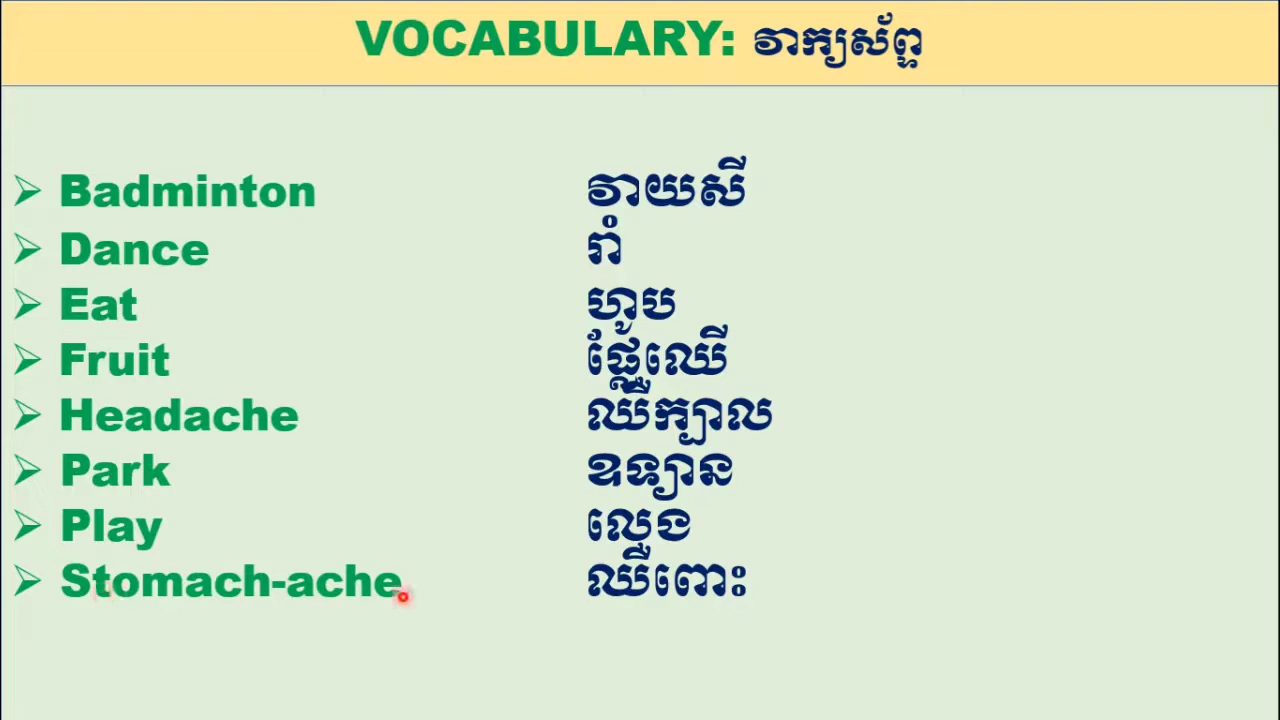 VOCABULARY: វាក្យស័ព្ទ
Badminton វាយសី
Dance រាំ
Eat ហូប
Fruit ផ្លែឈើ
Headache ឈឺក្បាល
Park ឧទ្យាន
Play លេង
Stomach-ache ឈឺពោះ